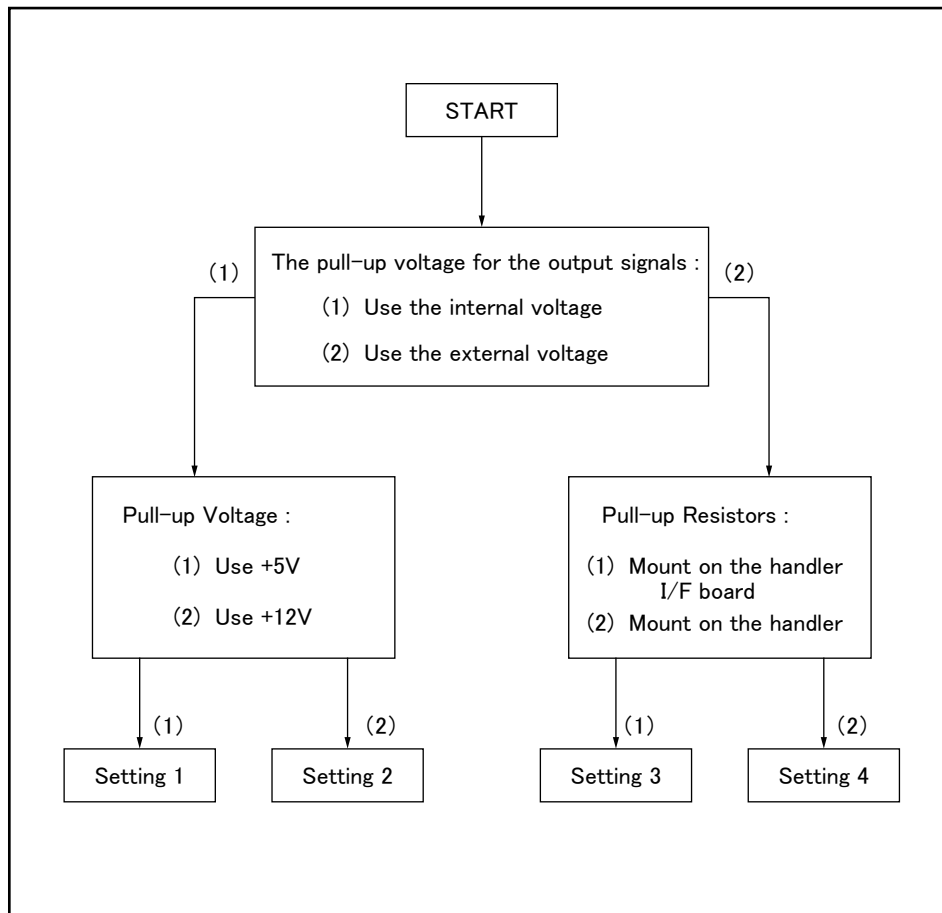 START
(1)
The pull-up voltage for the output signals :
(2)
(1) Use the internal voltage
(2) Use the external voltage
Pull-up Voltage :
(1) Use +5V
(2) Use +12V
Pull-up Resistors :
(1) Mount on the handler
I/F board
(2) Mount on the handler
(1)
(2)
(1)
(2)
Setting 1
Setting 2
Setting 3
Setting 4